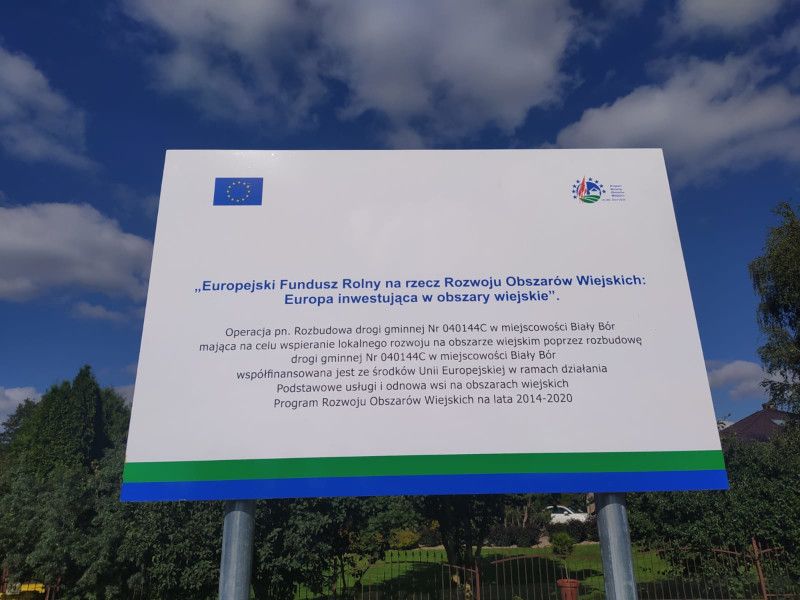 „Europejski Fundusz Rolny na rzecz Rozwoju Obszarów Wiejskich:
Europa inwestująca w obszary wiejskie”.
Operacja pn. Rozbudowa drogi gminnej Nr 040144C w miejscowości Biały Bór
mająca na celu wspieranie lokalnego rozwoju na obszarze wiejskim poprzez rozbudowę
drogi gminnej Nr 040144C w miejscowości Biały Bór
współfinansowana jest ze środków Unii Europejskiej w ramach działania
Podstawowe usługi i odnowa wsi na obszarach wiejskich
Program Rozwoju Obszarów Wiejskich na lata 2014-2020